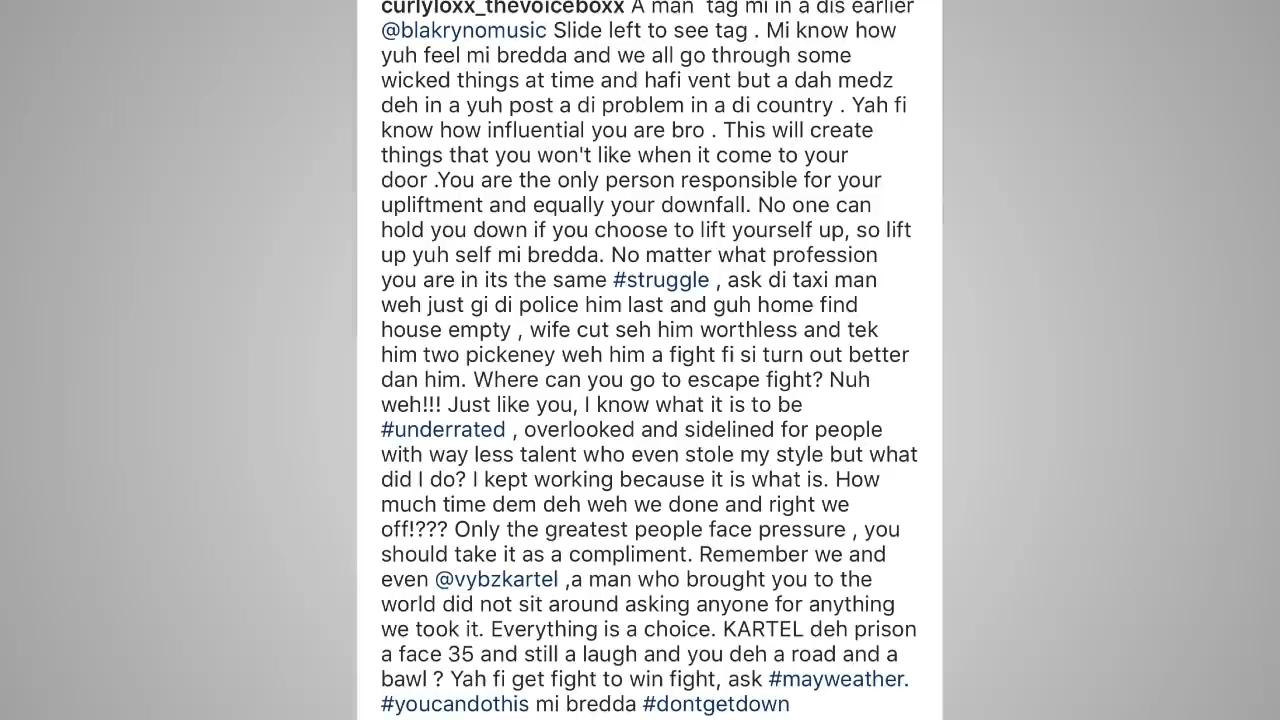 curlyloxx_thevoiceboxx A man tag mi in a dis earlier
@blakrynomusic Slide left to see tag . Mi know how
yuh feel mi bredda and we all go through some
wicked things at time and hafi vent but a dah medz
deh in a yuh post a di problem in a di country . Yah fi
know how influential you are bro . This will create
things that you won't like when it come to your
door .You are the only person responsible for your
upliftment and equally your downfall. No one can
hold you down if you choose to lift yourself up, so lift
up yuh self mi bredda. No matter what profession
you are in its the same #struggle , ask di taxi man
weh just gi di police him last and guh home find
house empty , wife cut seh him worthless and tek
him two pickeney weh him a fight fi si turn out better
dan him. Where can you go to escape fight? Nuh
weh!!! Just like you, I know what it is to be
#underrated , overlooked and sidelined for people
with way less talent who even stole my style but what
did I do? I kept working because it is what is. How
much time dem deh weh we done and right we
off!??? Only the greatest people face pressure , you
should take it as a compliment. Remember we and
even @vybzkartel ,a man who brought you to the
world did not sit around asking anyone for anything
we took it. Everything is a choice. KARTEL deh prison
a face 35 and still a laugh and you deh a road and a
bawl ? Yah fi get fight to win fight, ask #mayweather.
#youcandothis mi bredda #dontgetdown